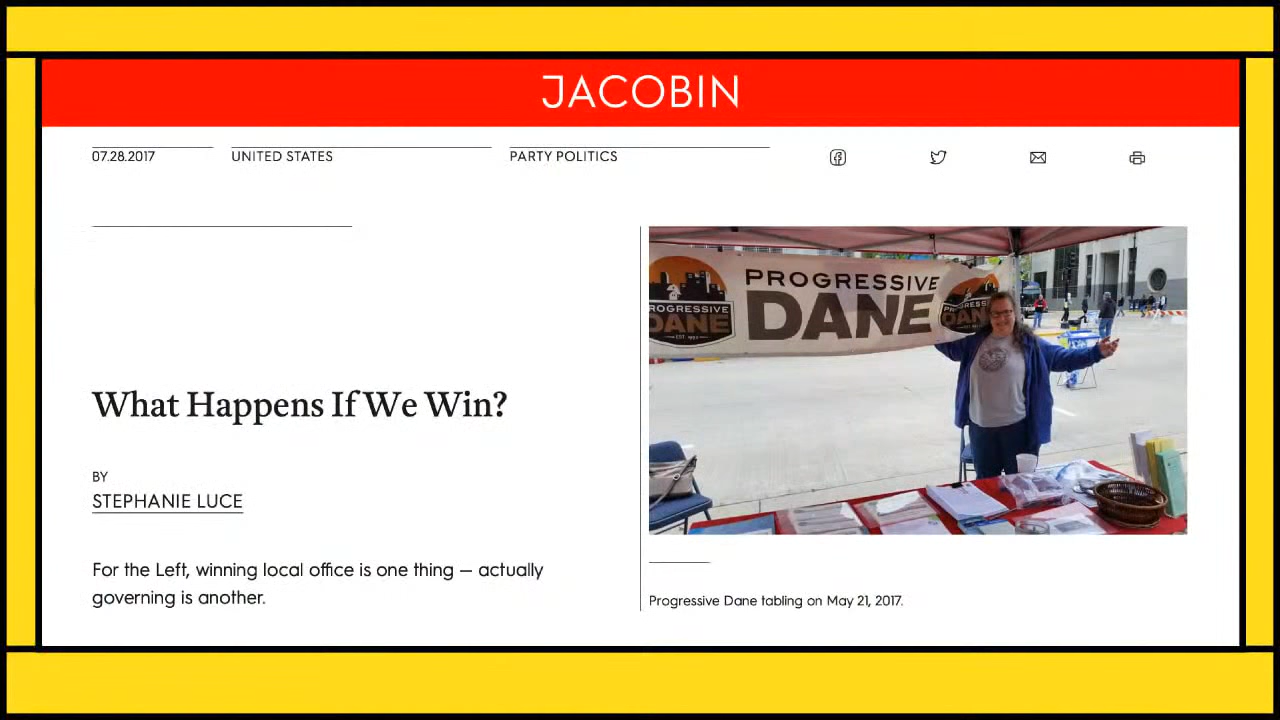 JACOBIN
07.28.2017
UNITED STATES
PARTY POLITICS
What Happens If We Win?
BY
STEPHANIE LUCE
For the Left, winning local office is one thing — actually
governing is another.
PROGRESSIVE
DANE
PROGRESSIVE
DANE
PROGRESSIVE
DANE
Progressive Dane tabling on May 21, 2017.